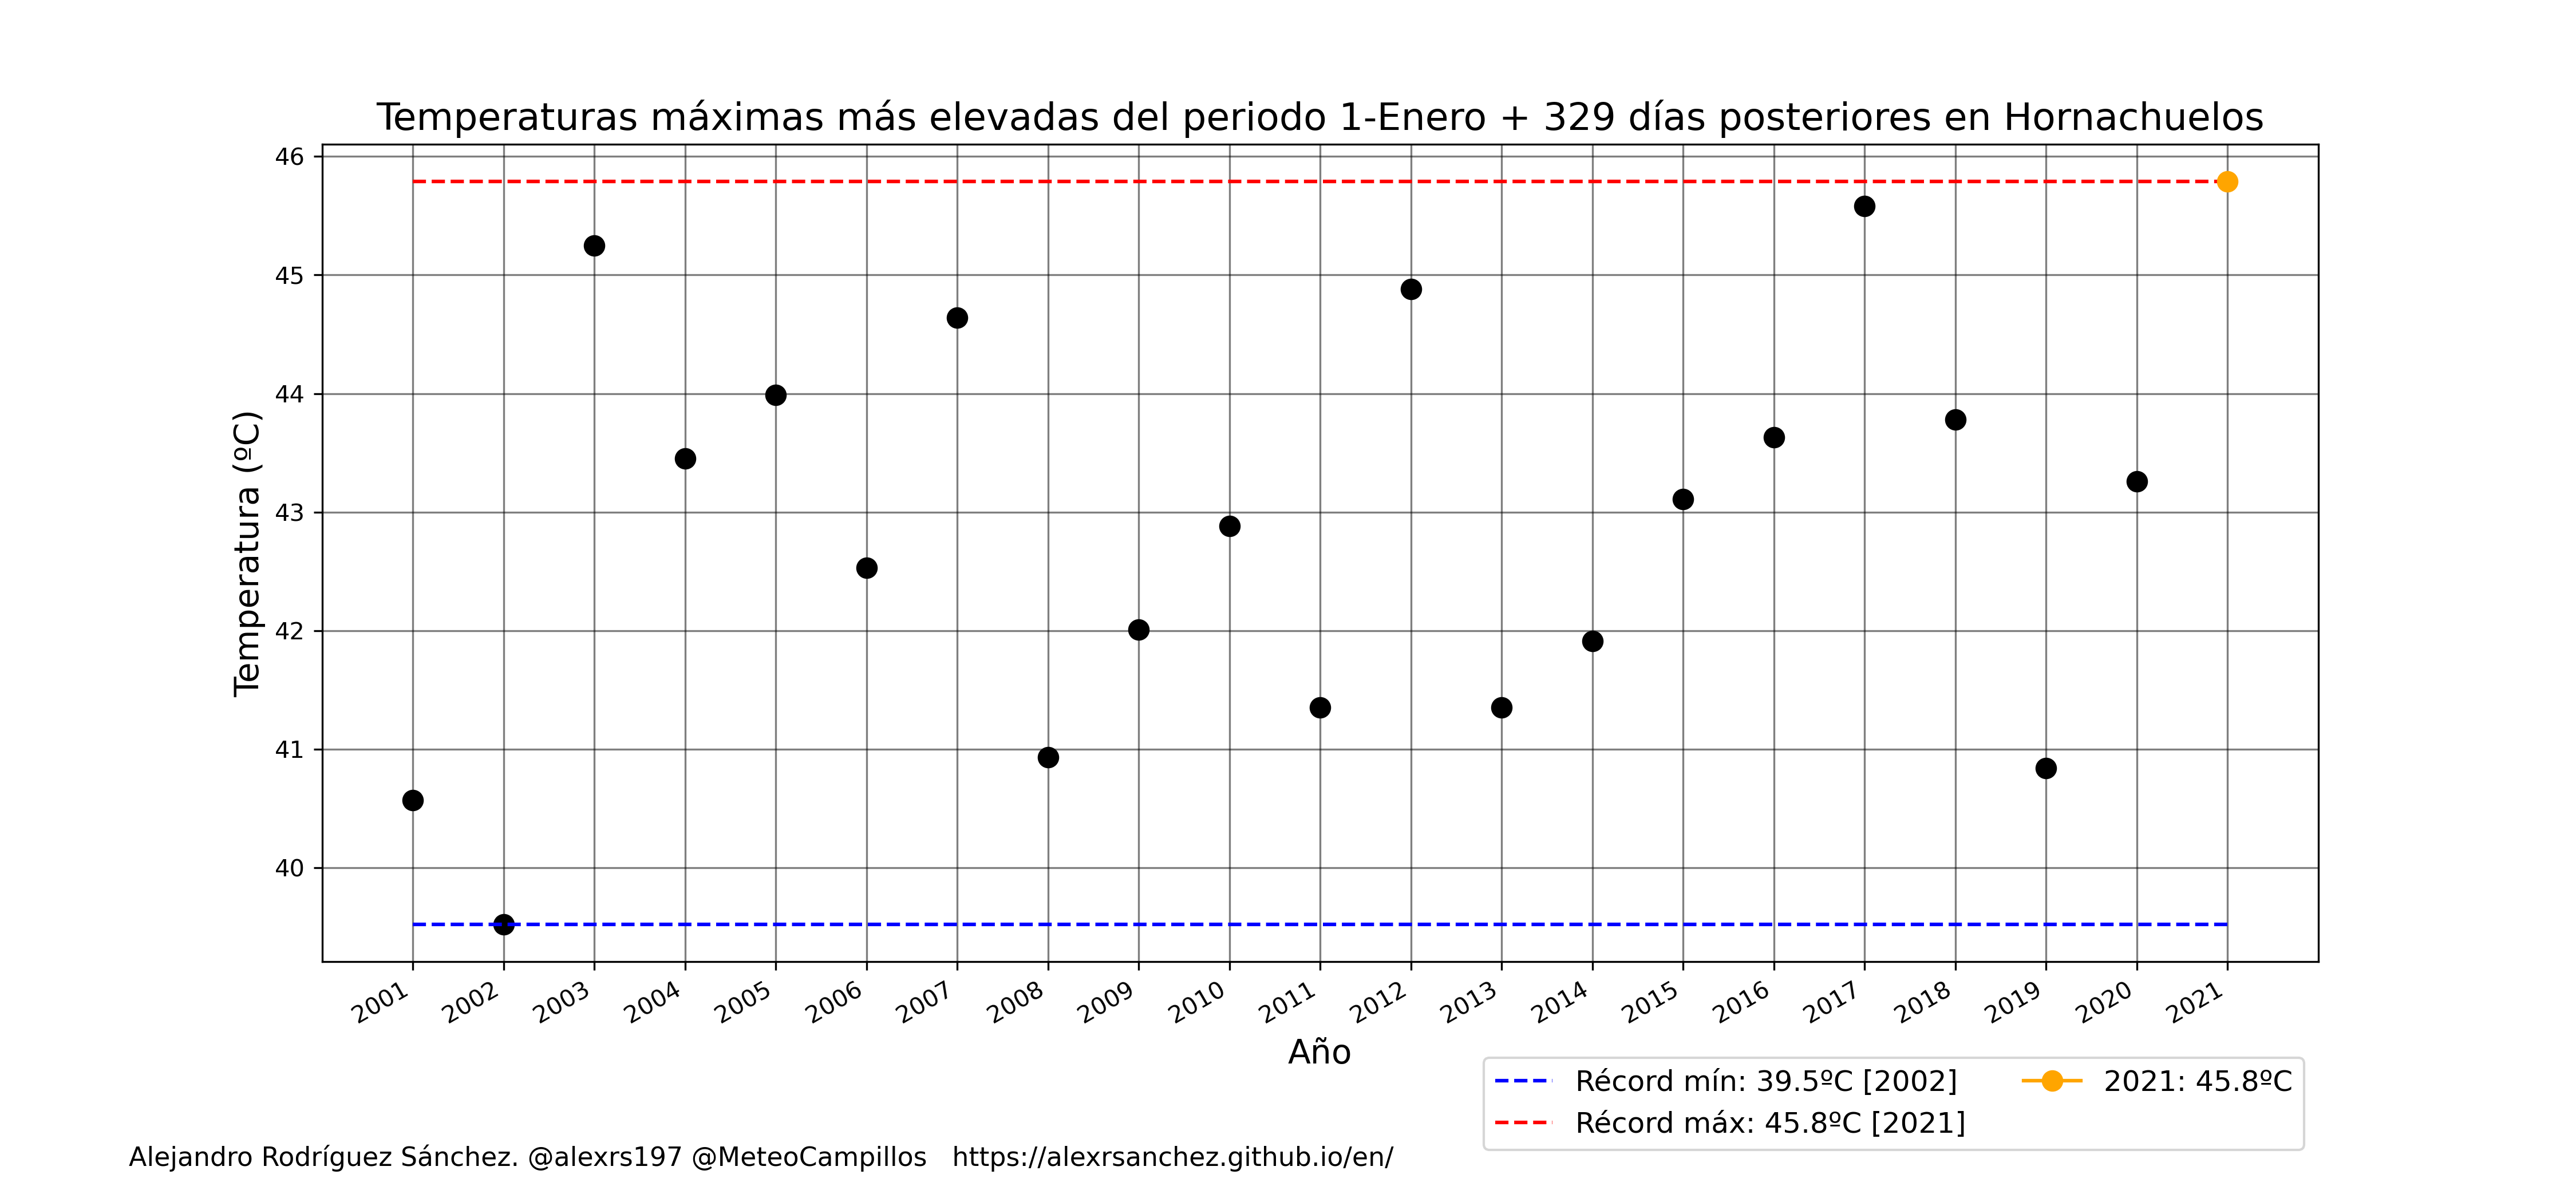 Temperaturas máximas más elevadas del periodo 1-Enero + 329 días posteriores en Hornachuelos
46
45
44
43
42
41
40
Temperatura (ºC)
2001 2002 2003 2004 2005 2006 2007 2008 2009 2010 2011 2012 2013 2014 2015 2016 2017 2018 2019 2020 2021
Año
Récord mín: 39.5ºC [2002]
Récord máx: 45.8ºC [2021]
2021: 45.8ºC
Alejandro Rodríguez Sánchez. @alexrs197 @MeteoCampillos https://alexrsanchez.github.io/en/